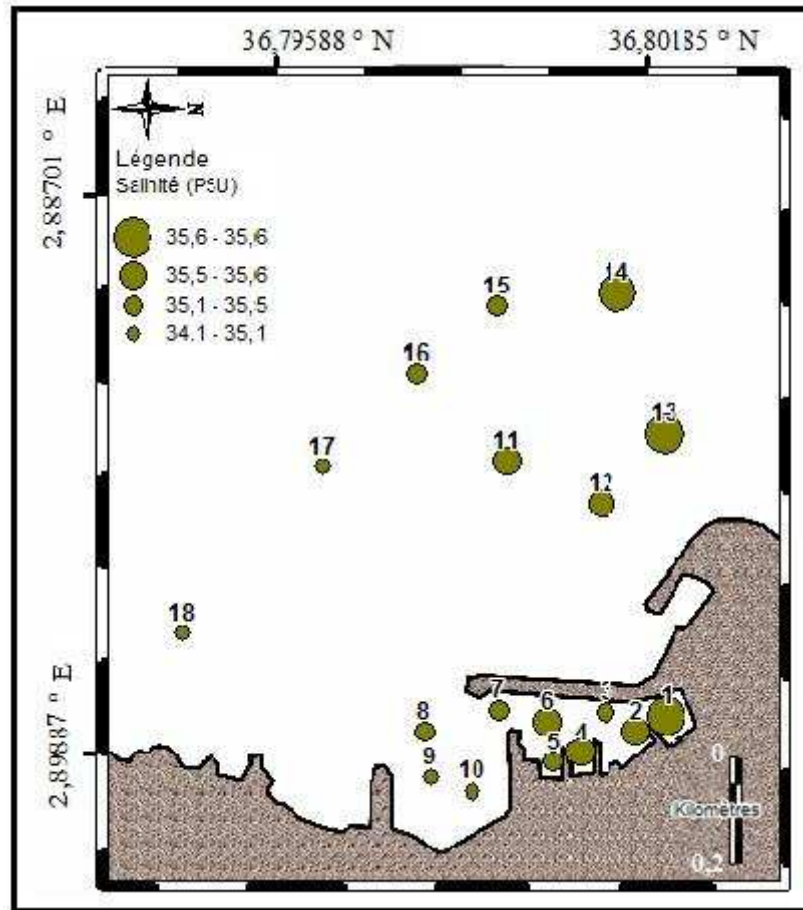 36,79588 ° N
36,80185 ° N
2,88701 ° E
2,89887 ° E
N
Légende
Salinité (PSU)
35,6 - 35,6
35,5 - 35,6
35,1 - 35,5
34,1 - 35,1
14
15
16
13
17
11
12
18
1
2
3
4
5
6
7
8
9
10
0
Kilomètres
0,2